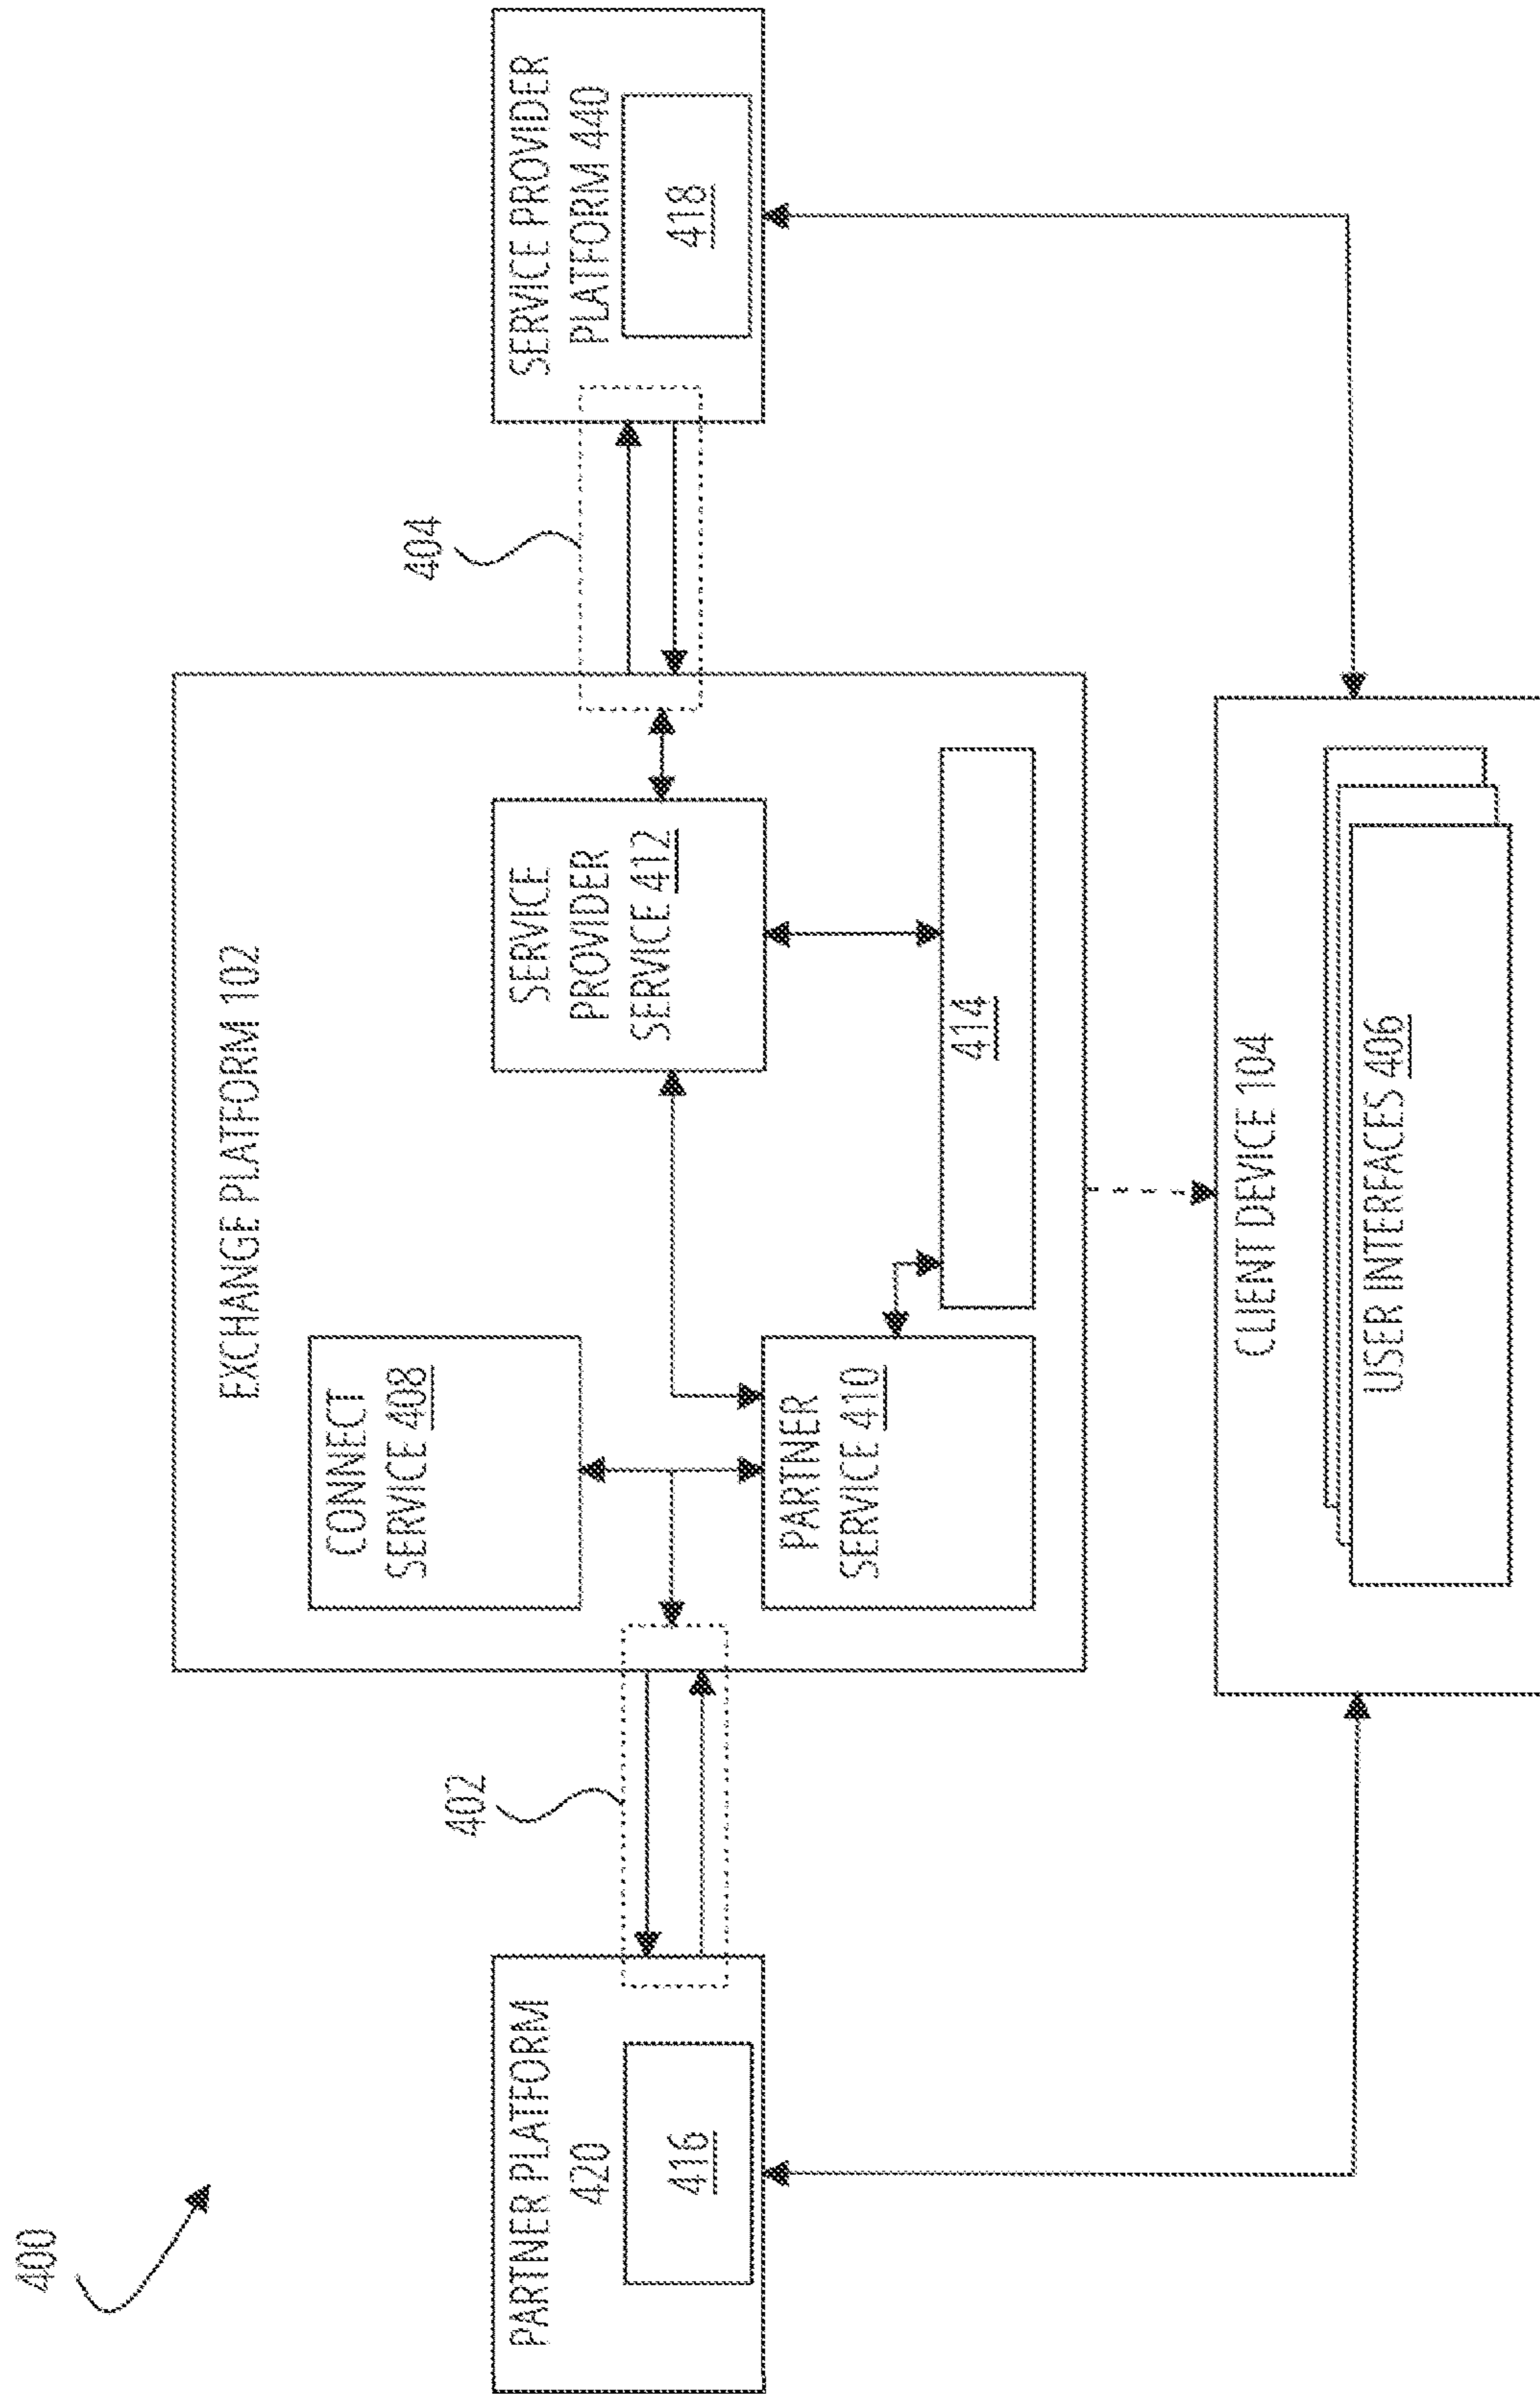 400
EXCHANGE PLATFORM 102
CONNECT
SERVICE 408
402
404
PARTNER PLATFORM
420
416
SERVICE
PROVIDER
SERVICE 412
SERVICE PROVIDER
PLATFORM 440
418
PARTNER
SERVICE 410
414
CLIENT DEVICE 104
USER INTERFACES 406